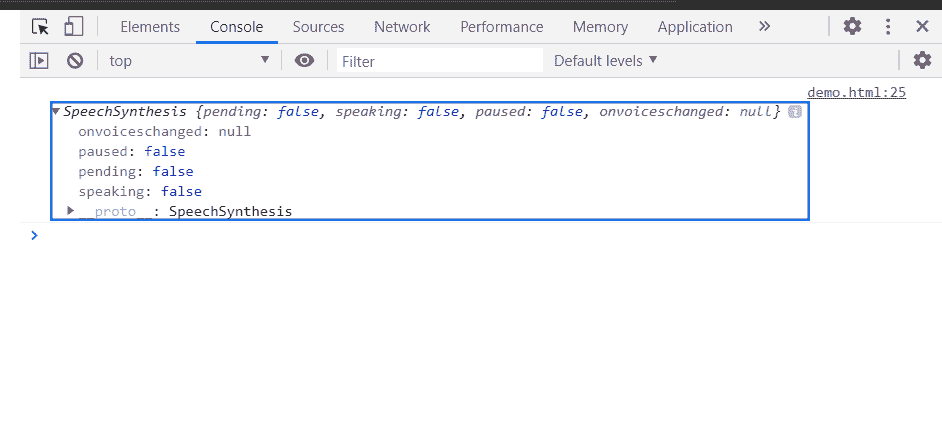 Elements Console Sources Network Performance Memory Application »
top Filter Default levels
demo.html:25
SpeechSynthesis {pending: false, speaking: false, paused: false, onvoiceschanged: null} i
onvoiceschanged: null
paused: false
pending: false
speaking: false
__proto__: SpeechSynthesis